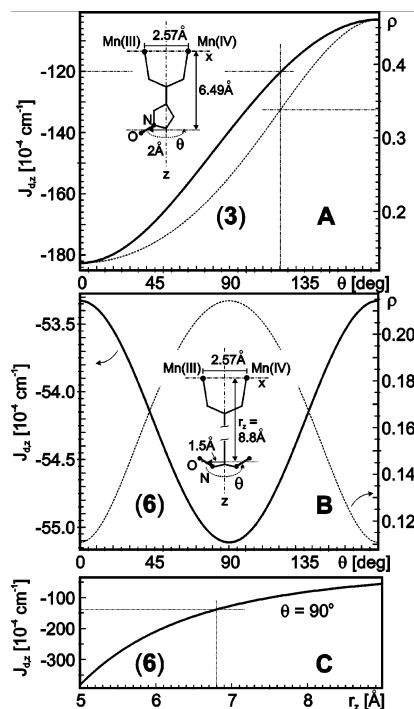 Mn(III) 2.57Å Mn(IV)
x
6.49Å
N
O
2Å
θ
z
-120
-140
-160
-180
J_{d,z} [10^{-4} cm^{-1}]
ρ
0.4
0.3
0.2
(3) A
0 45 90 135 θ [deg]
-53.5
-54.0
-54.5
-55.0
J_{d,z} [10^{-4} cm^{-1}]
ρ
0.20
0.18
0.16
0.14
0.12
Mn(III) 2.57Å Mn(IV)
x
r_z =
8.8Å
1.5Å
O
N
θ
z
(6) B
0 45 90 135 θ [deg]
-100
-200
-300
J_{d,z} [10^{-4} cm^{-1}]
θ = 90°
(6) C
5 6 7 8 r_z [Å]